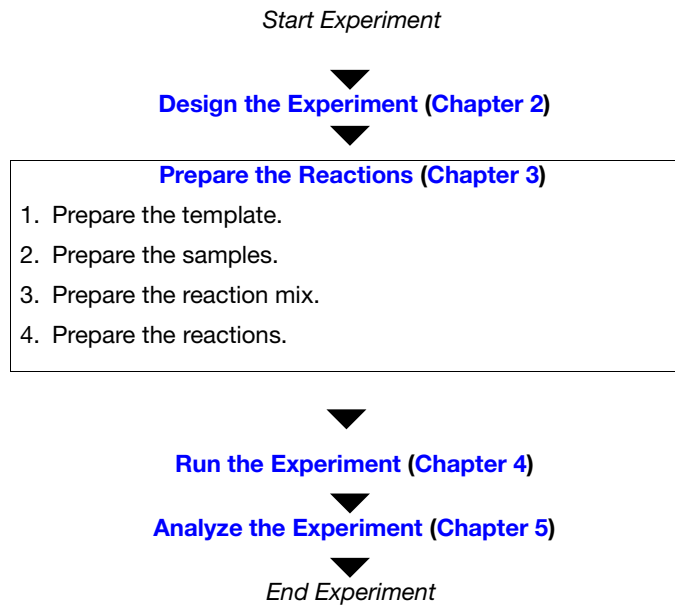 Start Experiment
Design the Experiment (Chapter 2)
Prepare the Reactions (Chapter 3)
1. Prepare the template.
2. Prepare the samples.
3. Prepare the reaction mix.
4. Prepare the reactions.
Run the Experiment (Chapter 4)
Analyze the Experiment (Chapter 5)
End Experiment